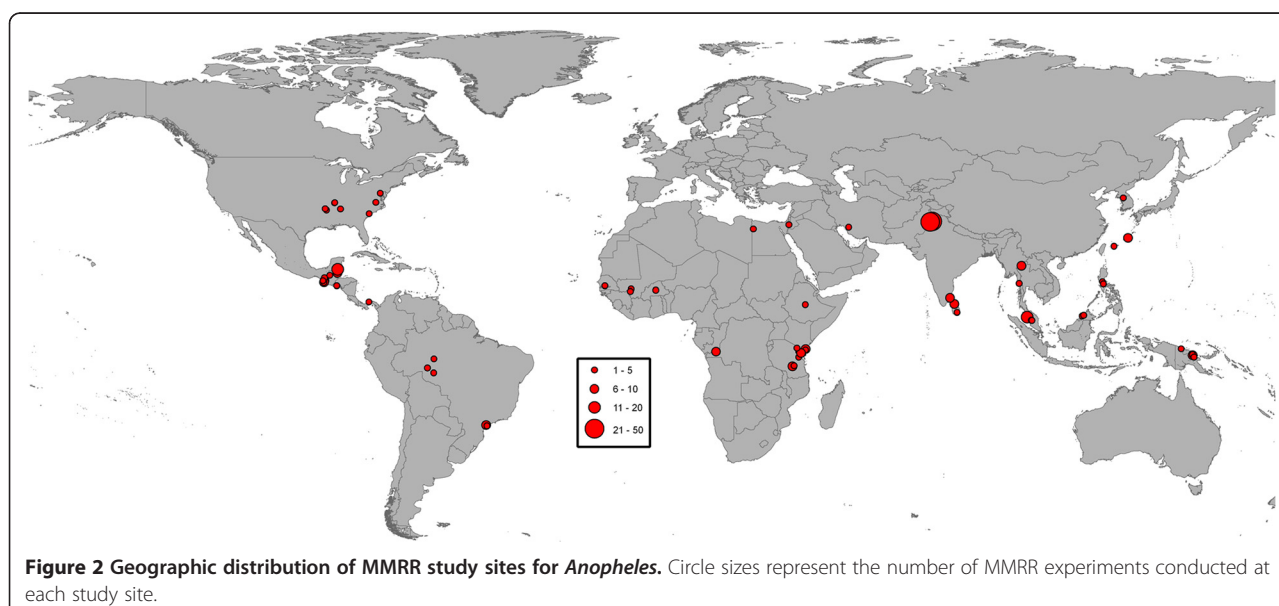 1 - 5
6 - 10
11 - 20
21 - 50
Figure 2 Geographic distribution of MMRR study sites for Anopheles. Circle sizes represent the number of MMRR experiments conducted at
each study site.